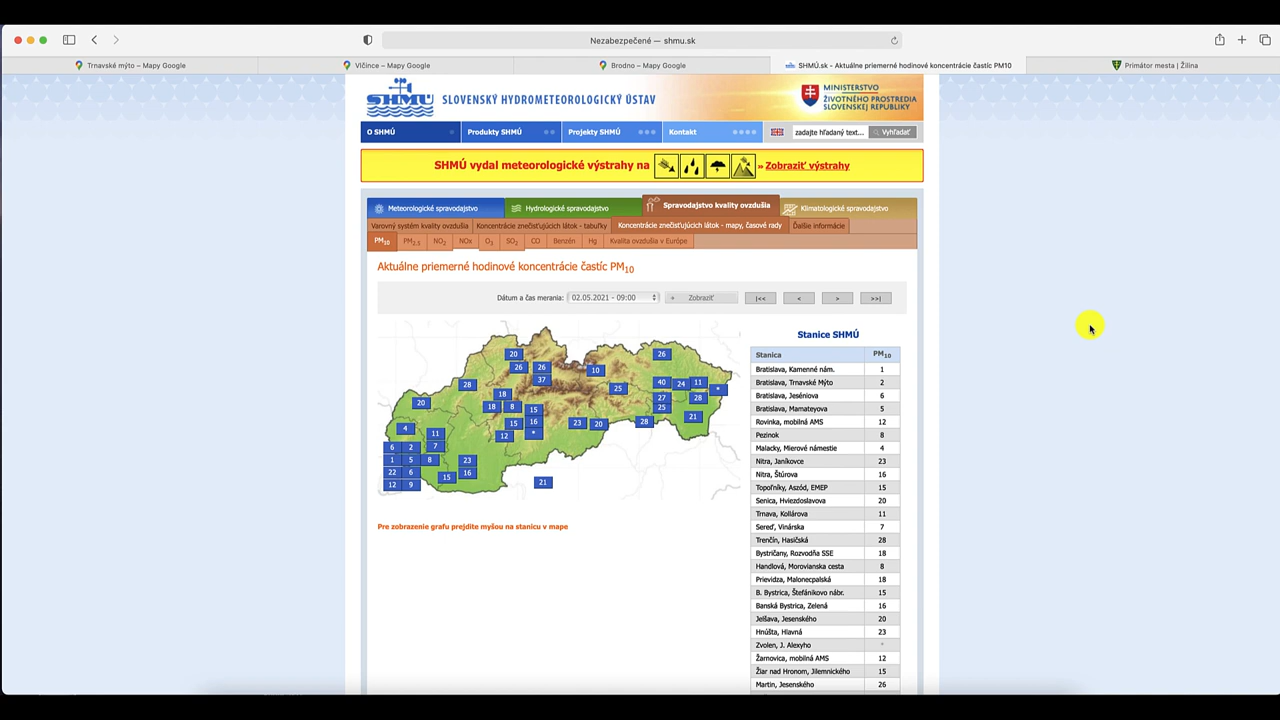 Nezabezpečené — shmu.sk
Trnavské mýto – Mapy Google
Vlčince – Mapy Google
Brodno – Mapy Google
SHMÚ.sk - Aktuálne priemerné hodinové koncentrácie častíc PM10
Primátor mesta | Žilina
SHMÚ SLOVENSKÝ HYDROMETEOROLOGICKÝ ÚSTAV
MINISTERSTVO
ŽIVOTNÉHO PROSTREDIA
SLOVENSKEJ REPUBLIKY
O SHMÚ Produkty SHMÚ Projekty SHMÚ Kontakt zadajte hľadaný text... Vyhľadať
SHMÚ vydal meteorologické výstrahy na » Zobraziť výstrahy
Meteorologické spravodajstvo Hydrologické spravodajstvo Spravodajstvo kvality ovzdušia Klimatologické spravodajstvo
Varovný systém kvality ovzdušia Koncentrácie znečisťujúcich látok - tabuľky Koncentrácie znečisťujúcich látok - mapy, časové rady Ďalšie informácie
PM10 PM2.5 NO2 NOx O3 SO2 CO Benzén Hg Kvalita ovzdušia v Európe
Aktuálne priemerné hodinové koncentrácie častíc PM10
Dátum a čas merania: 02.05.2021 - 09:00 + Zobraziť |<< < > >>|
20 26
26 26 10
37 40 24 11 *
28 25
18 27 28
20 18 8 15 25
15 16 23 20 28 21
4 11 12 *
6 2 7
1 5 8 23
22 6 15 16
12 9 21
Pre zobrazenie grafu prejdite myšou na stanicu v mape
Stanice SHMÚ
Stanica PM10
Bratislava, Kamenné nám. 1
Bratislava, Trnavské Mýto 2
Bratislava, Jeséniova 6
Bratislava, Mamateyova 5
Rovinka, mobilná AMS 12
Pezinok 8
Malacky, Mierové námestie 4
Nitra, Janíkovce 23
Nitra, Štúrova 16
Topoľníky, Aszód, EMEP 15
Senica, Hviezdoslavova 20
Trnava, Kollárova 11
Sereď, Vinárska 7
Trenčín, Hasičská 28
Bystričany, Rozvodňa SSE 18
Handlová, Morovianska cesta 8
Prievidza, Malonecpalská 18
B. Bystrica, Štefánikovo nábr. 15
Banská Bystrica, Zelená 16
Jelšava, Jesenského 20
Hnúšťa, Hlavná 23
Zvolen, J. Alexyho *
Žarnovica, mobilná AMS 12
Žiar nad Hronom, Jilemnického 15
Martin, Jesenského 26